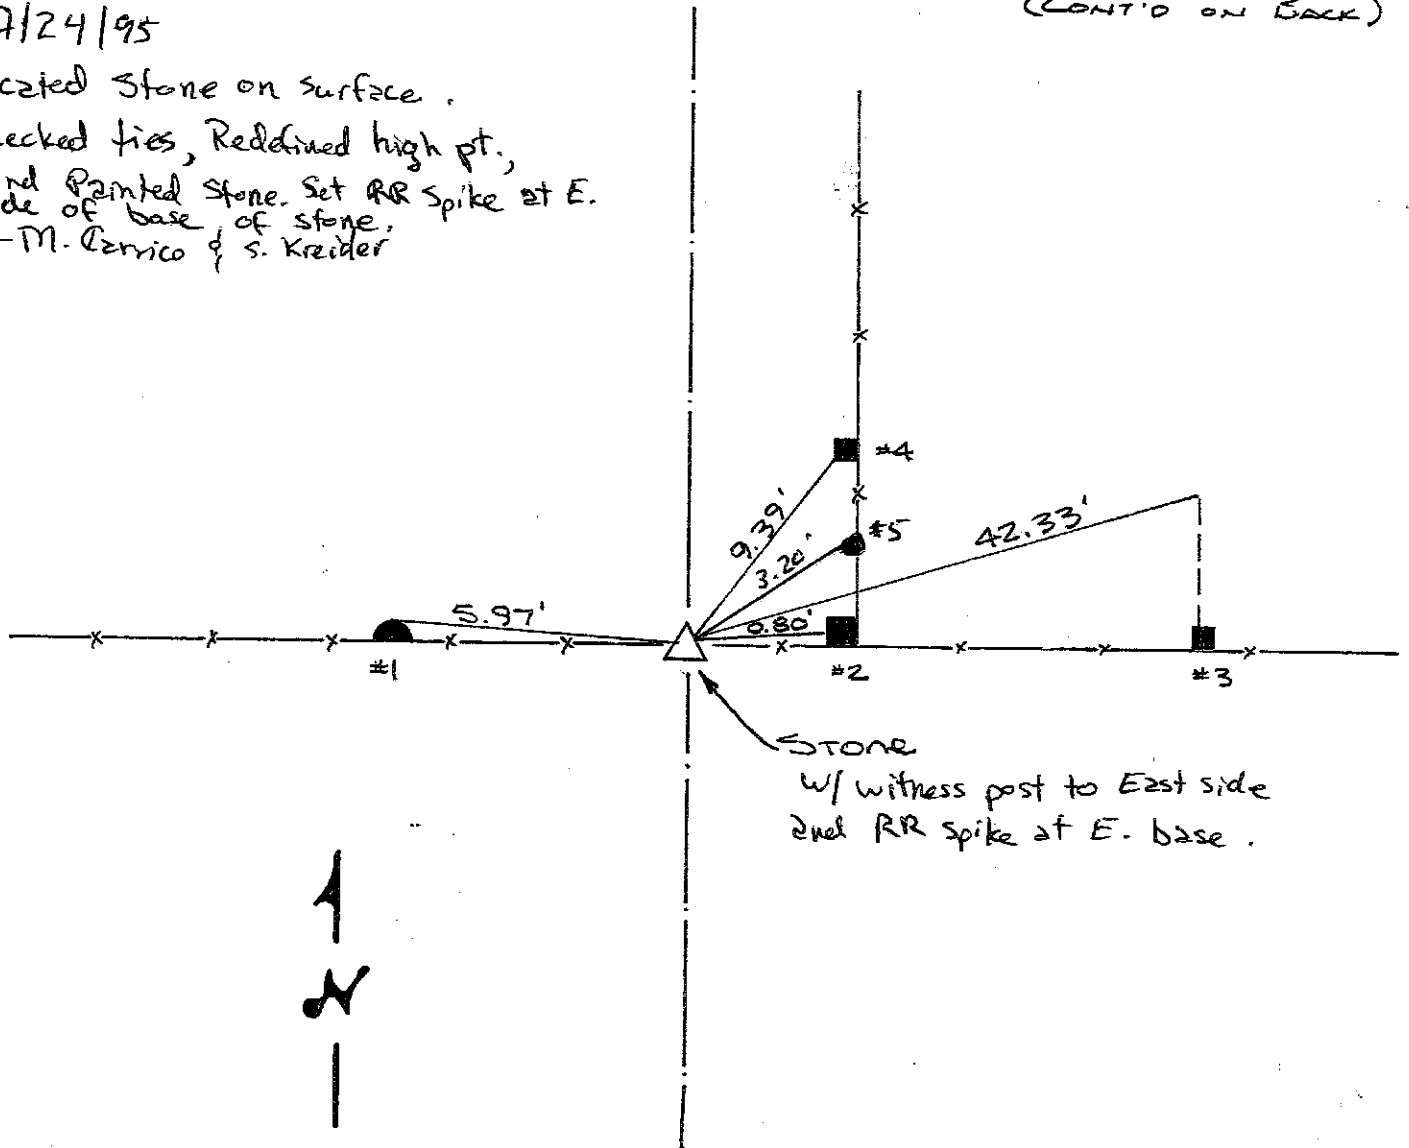 7/24/95
(CONT'D ON BACK)
cated Stone on surface.
ecked ties, Redefined high pt.,
nd Painted Stone. Set RR Spike at E.
de of base of stone.
-M. Carrico & S. Kreider
#4
9.39'
#5
42.33'
3.20'
5.97'
0.80'
#1
#2
#3
STONE
W/ witness post to East side
and RR spike at E. base.
N